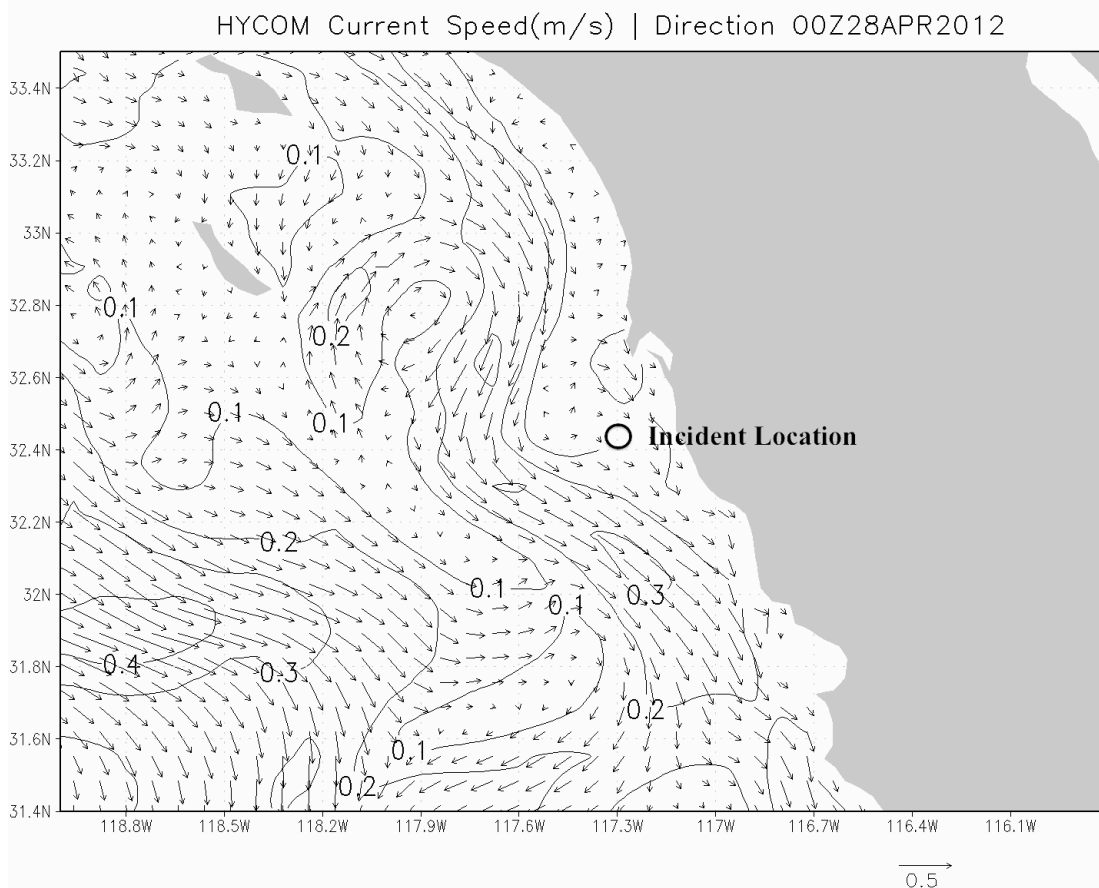 HYCOM Current Speed(m/s) | Direction 00Z28APR2012
33.4N
33.2N
33N
32.8N
32.6N
32.4N
32.2N
32N
31.8N
31.6N
31.4N
0.1
0.1
0.2
0.1
0.1
Incident Location
0.2
0.1
0.3
0.1
0.4
0.3
0.2
0.1
0.2
118.8W 118.5W 118.2W 117.9W 117.6W 117.3W 117W 116.7W 116.4W 116.1W
0.5